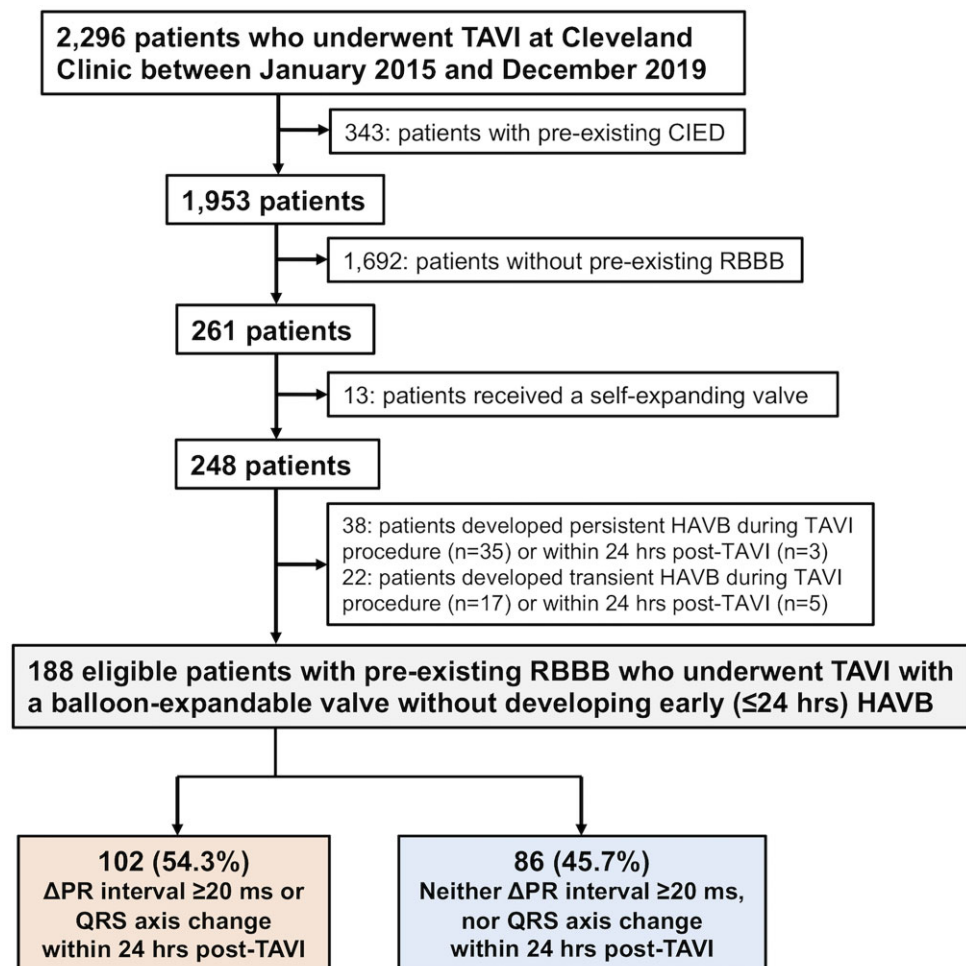 2,296 patients who underwent TAVI at Cleveland
Clinic between January 2015 and December 2019
343: patients with pre-existing CIED
1,953 patients
1,692: patients without pre-existing RBBB
261 patients
13: patients received a self-expanding valve
248 patients
38: patients developed persistent HAVB during TAVI
procedure (n=35) or within 24 hrs post-TAVI (n=3)
22: patients developed transient HAVB during TAVI
procedure (n=17) or within 24 hrs post-TAVI (n=5)
188 eligible patients with pre-existing RBBB who underwent TAVI with
a balloon-expandable valve without developing early (≤24 hrs) HAVB
102 (54.3%)
ΔPR interval ≥20 ms or
QRS axis change
within 24 hrs post-TAVI
86 (45.7%)
Neither ΔPR interval ≥20 ms,
nor QRS axis change
within 24 hrs post-TAVI